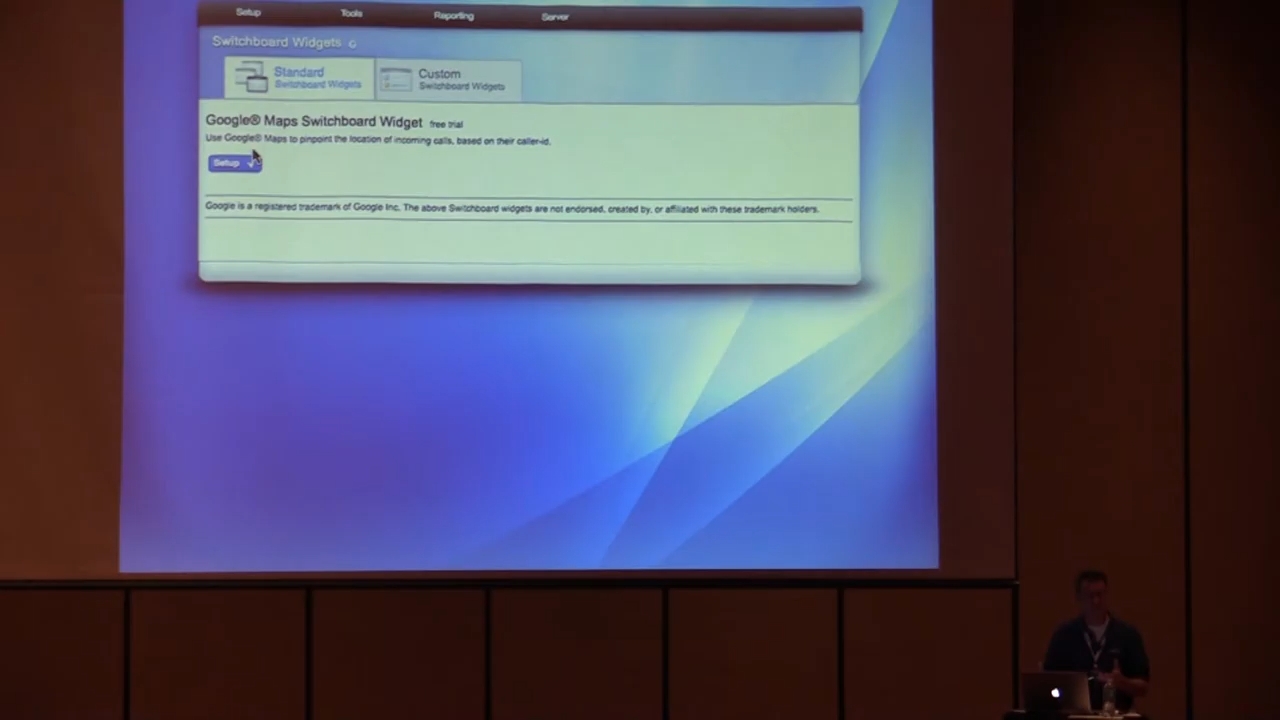 Setup Tools Reporting Server
Switchboard Widgets
Standard
Switchboard Widgets
Custom
Switchboard Widgets
Google® Maps Switchboard Widget free trial
Use Google® Maps to pinpoint the location of incoming calls, based on their caller-id.
Setup
Google is a registered trademark of Google Inc. The above Switchboard widgets are not endorsed, created by, or affiliated with these trademark holders.